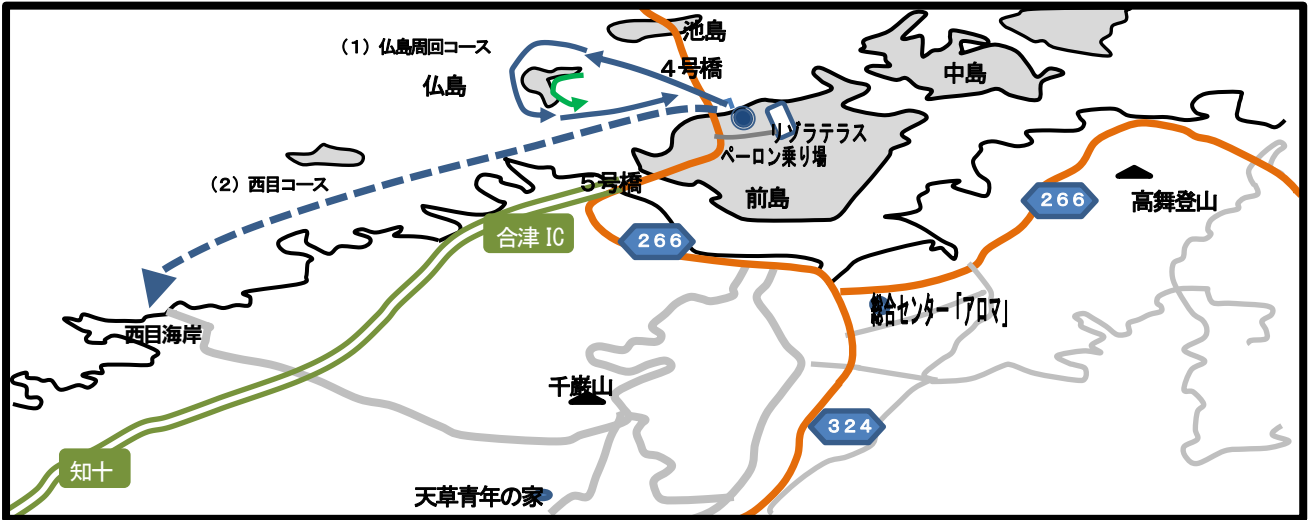 池島
（1）仏島周回コース
４号橋
中島
仏島
リゾラテラス
ペーロン乗り場
（2）西目コース
５号橋
前島
266
高舞登山
合津 IC
266
総合センター「アロマ」
西目海岸
千巌山
324
知十
天草青年の家